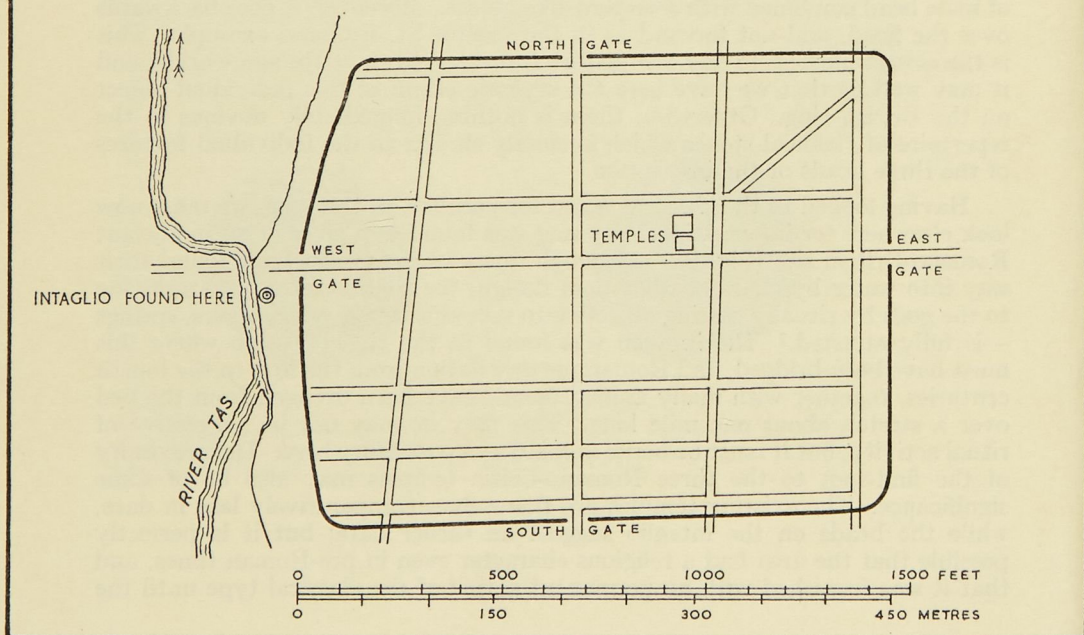 NORTH GATE
TEMPLES
WEST
GATE
EAST
GATE
INTAGLIO FOUND HERE
RIVER TAS
SOUTH GATE
0 500 1000 1500 FEET
0 150 300 450 METRES